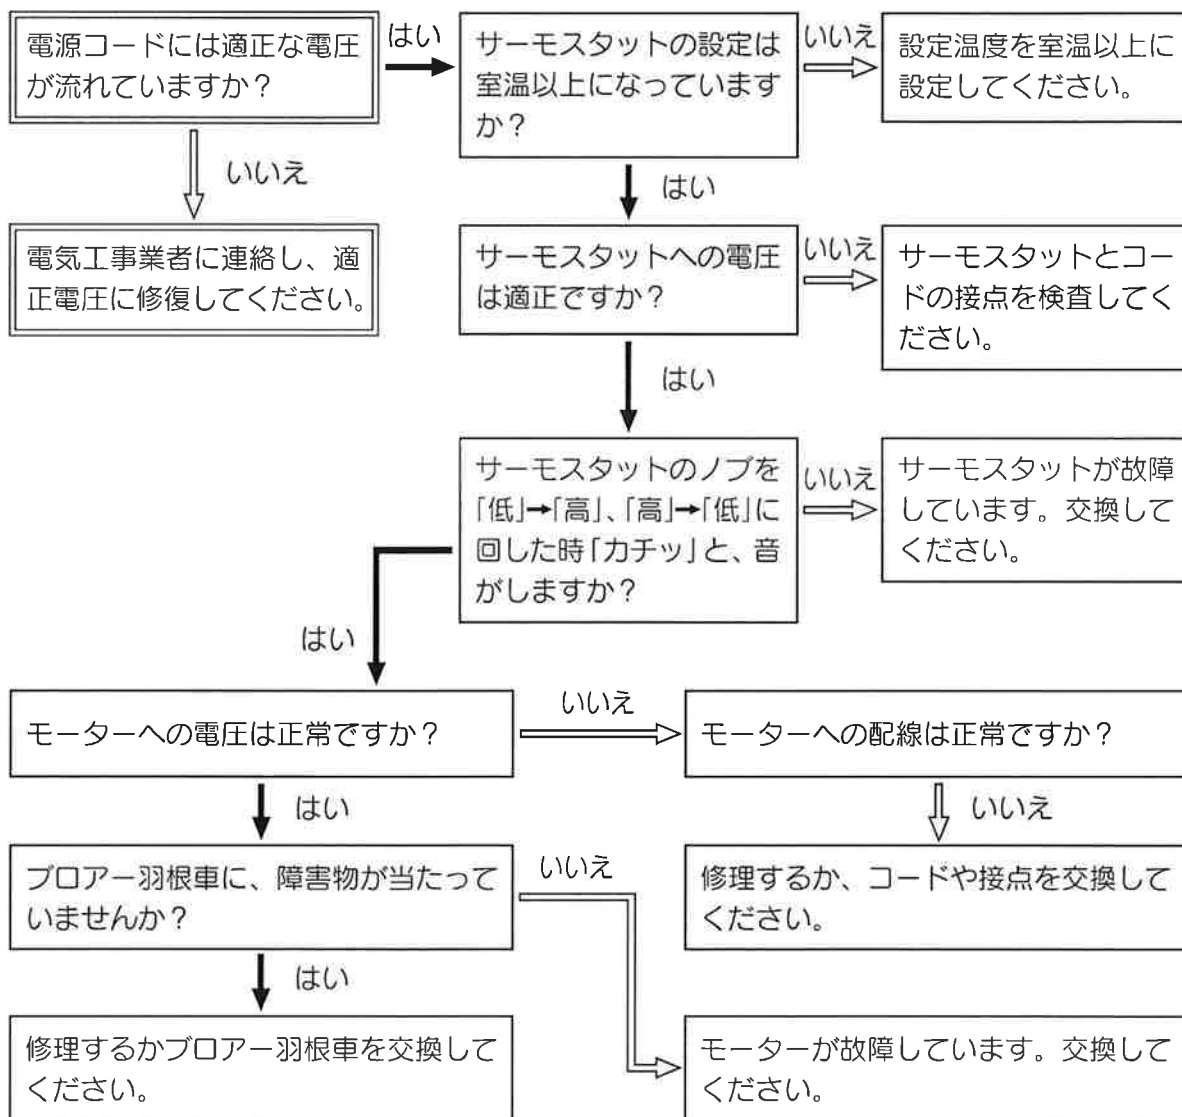 電源コードには適正な電圧
が流れていますか？
はい
サーモスタットの設定は
室温以上になっています
か？
いいえ
設定温度を室温以上に
設定してください。
いいえ
はい
電気工事業者に連絡し、適
正電圧に修復してください。
サーモスタットへの電圧
は適正ですか？
いいえ
サーモスタットとコー
ドの接点を検査してく
ださい。
はい
サーモスタットのノブを
「低」→「高」、「高」→「低」に
回した時「カチッ」と、音
がしますか？
いいえ
サーモスタットが故障
しています。交換して
ください。
はい
モーターへの電圧は正常ですか？
いいえ
モーターへの配線は正常ですか？
はい
いいえ
ブロアー羽根車に、障害物が当たって
いませんか？
いいえ
修理するか、コードや接点を交換して
ください。
はい
修理するかブロアー羽根車を交換して
ください。
モーターが故障しています。交換して
ください。